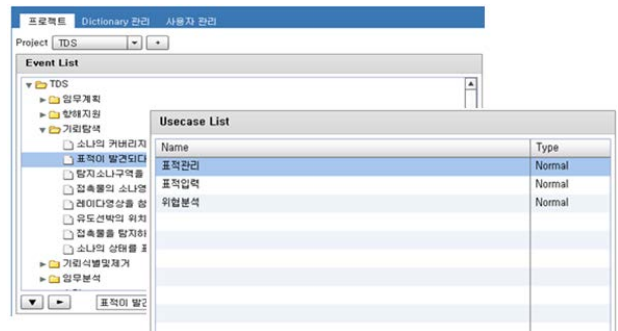 프로젝트 Dictionary 관리 사용자 관리
Project TDS +
Event List
TDS
임무계획
항해지원
기뢰탐색
소나의 커버리지
표적이 발견되다
탐지소나구역을
접촉물의 소나영
레이다영상을 참
유도선박의 위치
접촉물을 탐지하
소나의 상태를 표
기뢰식별및제거
임무분석
표적이 발견
Usecase List
Name Type
표적관리 Normal
표적입력 Normal
위협분석 Normal